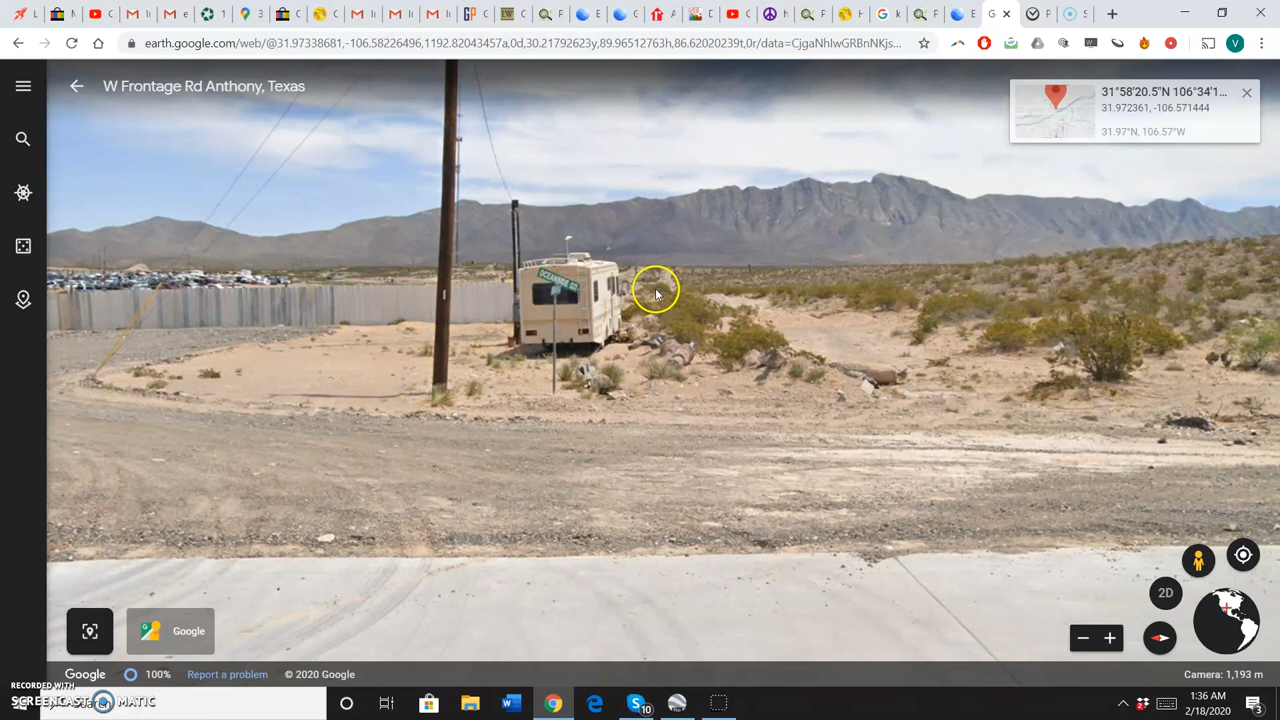 earth.google.com/web/@31.97338681,-106.58226496,1192.82043457a,0d,30.21792623y,89.96512763h,86.62020239t,0r/data=CjgaNhIwGRBnNKjs...
W Frontage Rd Anthony, Texas
31°58'20.5"N 106°34'1...
31.972361, -106.571444
31.97°N, 106.57°W
2D
Google
Google
100%
Report a problem
© 2020 Google
Camera: 1,193 m
RECORDED WITH
SCREENCAST MATIC
10
1:36 AM
2/18/2020
3